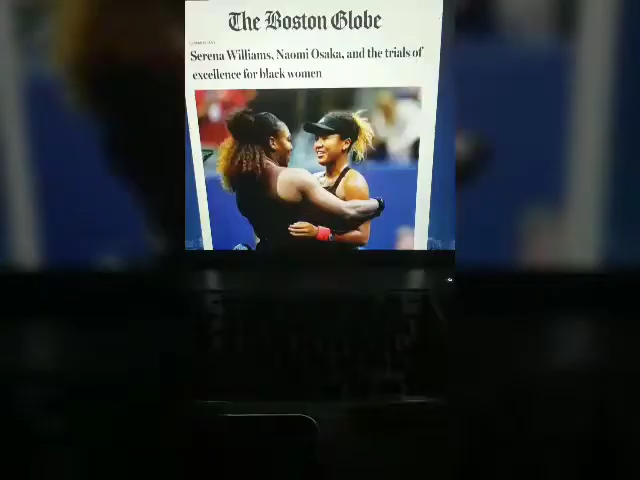 The Boston Globe
Serena Williams, Naomi Osaka, and the trials of
excellence for black women